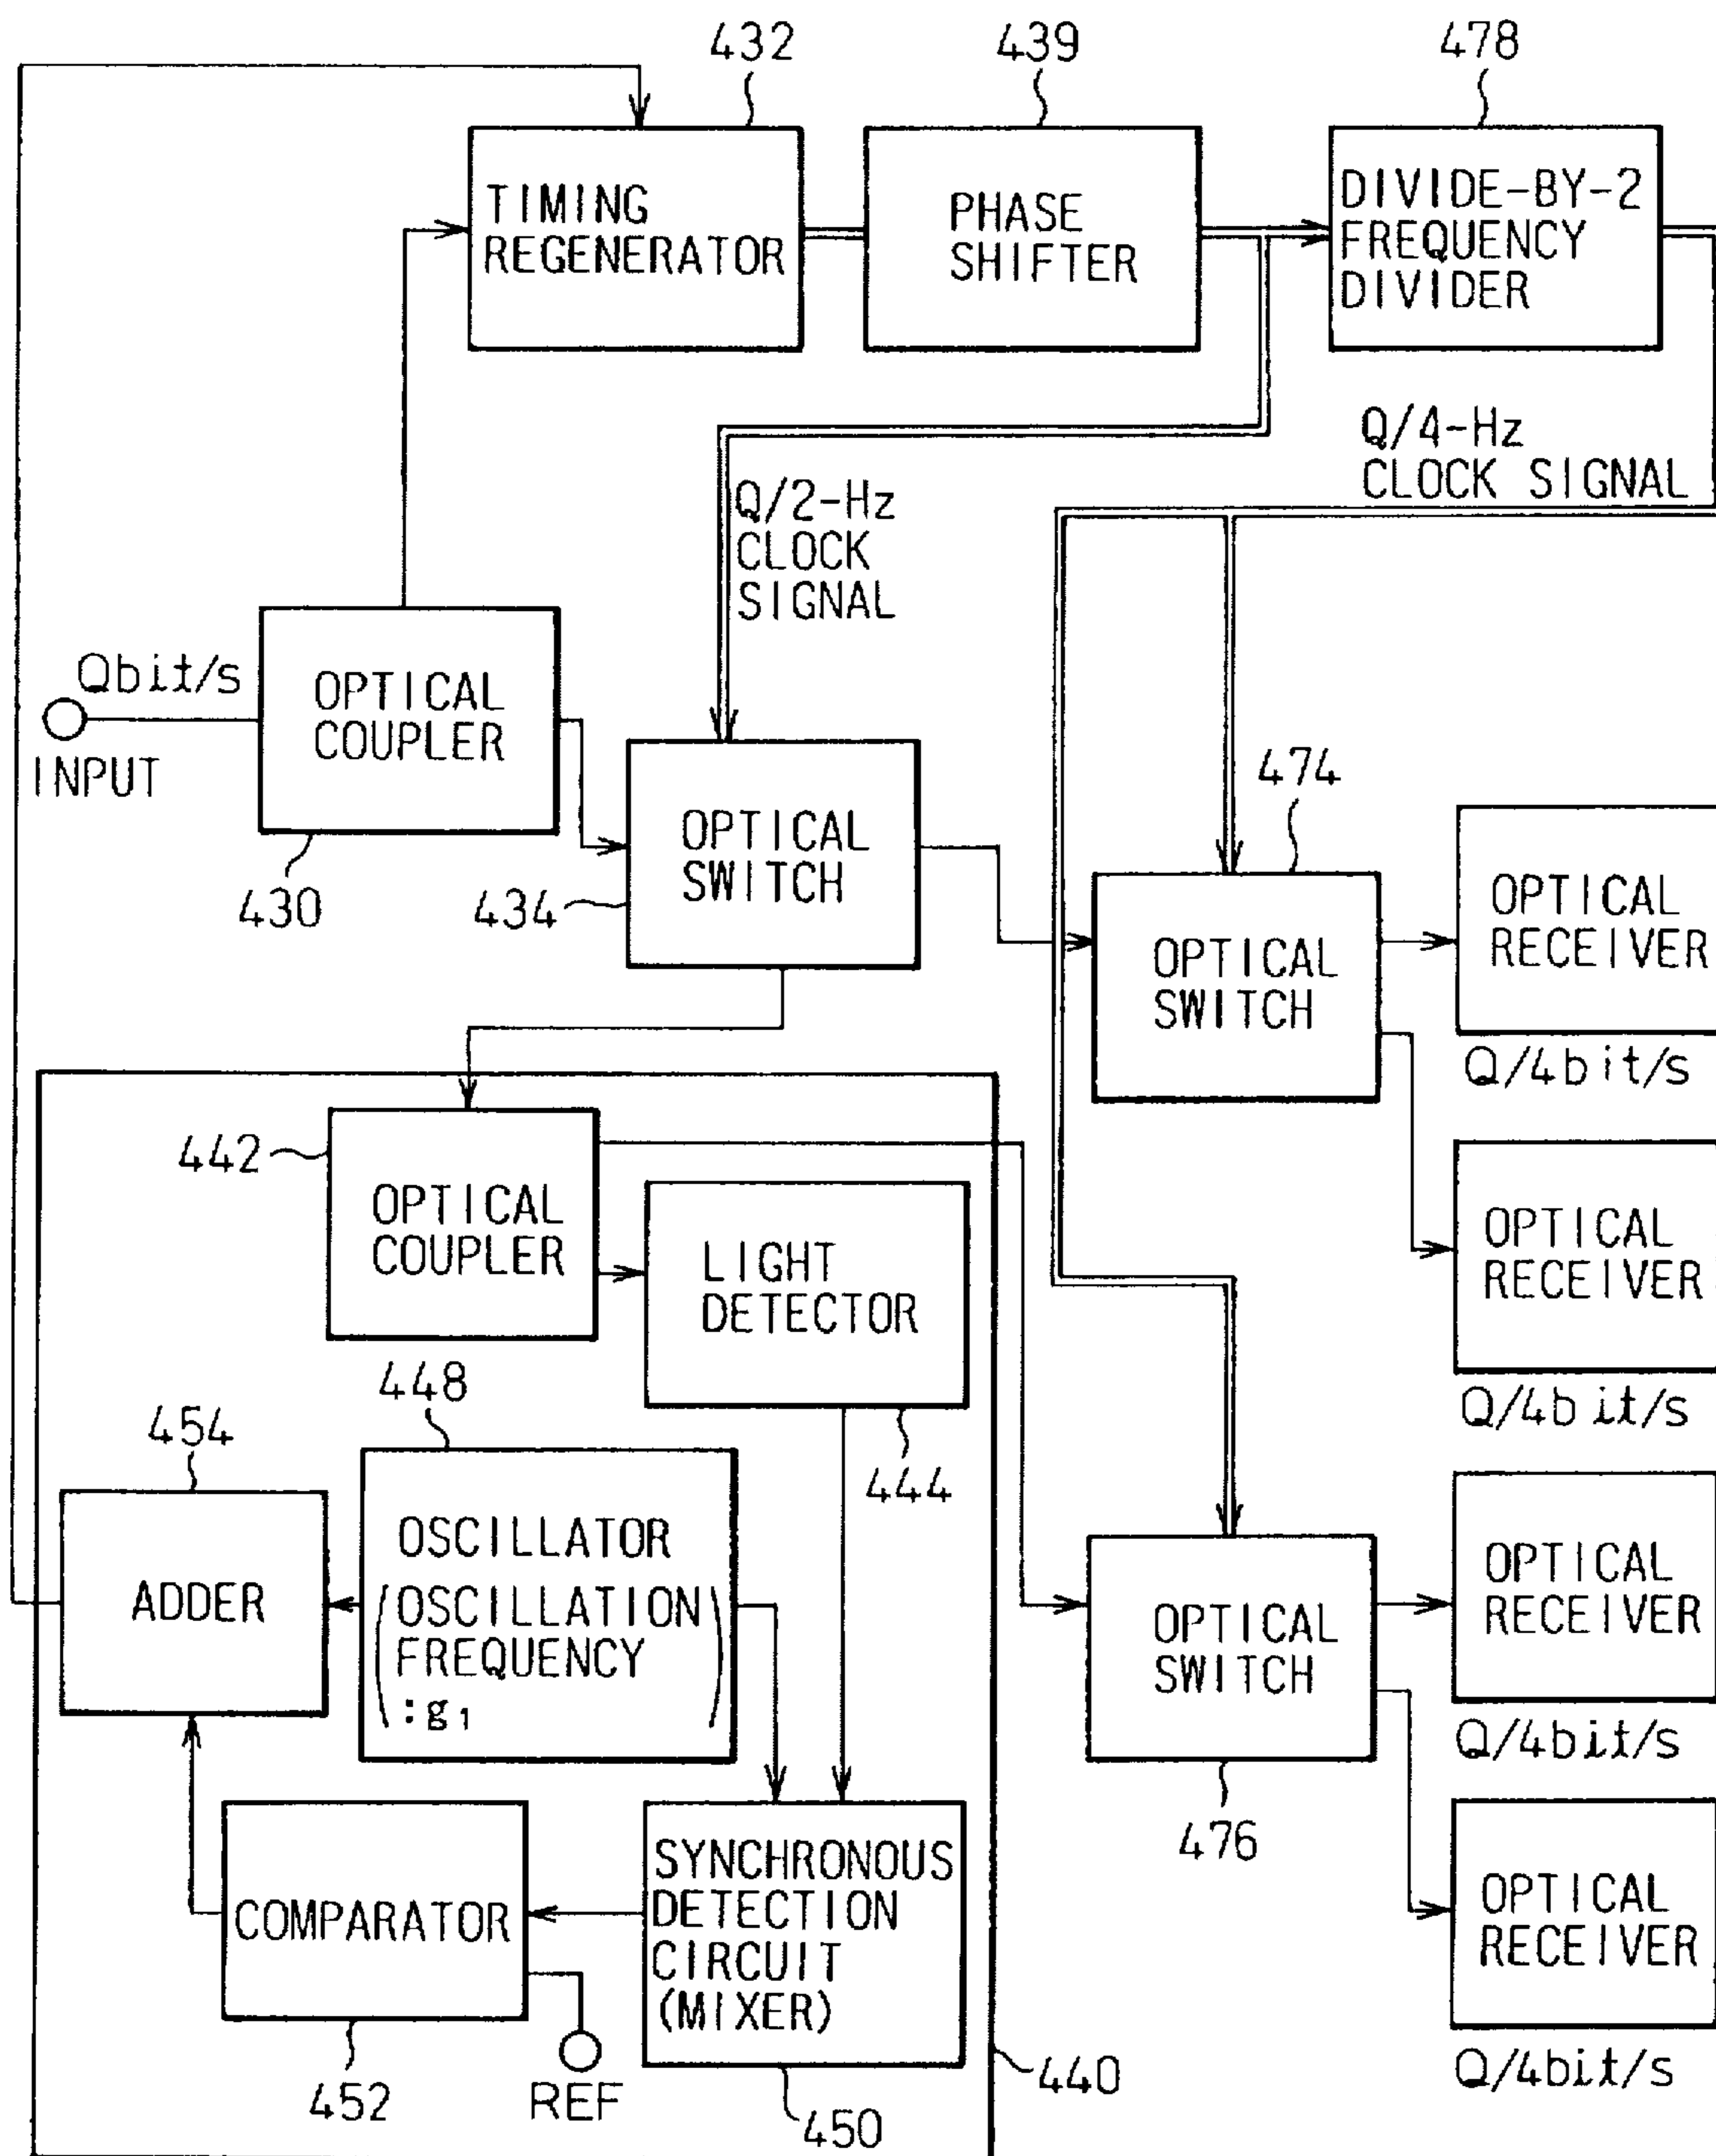 432
439
478
TIMING
REGENERATOR
PHASE
SHIFTER
DIVIDE-BY-2
FREQUENCY
DIVIDER
Q/4-Hz
CLOCK SIGNAL
Q/2-Hz
CLOCK
SIGNAL
Qbit/s
INPUT
OPTICAL
COUPLER
430
OPTICAL
SWITCH
434
474
OPTICAL
SWITCH
OPTICAL
RECEIVER
Q/4bit/s
442
OPTICAL
COUPLER
LIGHT
DETECTOR
444
OPTICAL
RECEIVER
Q/4bit/s
454
ADDER
448
OSCILLATOR
(OSCILLATION
FREQUENCY
:g₁)
OPTICAL
SWITCH
476
OPTICAL
RECEIVER
Q/4bit/s
COMPARATOR
452
REF
SYNCHRONOUS
DETECTION
CIRCUIT
(MIXER)
450
440
OPTICAL
RECEIVER
Q/4bit/s